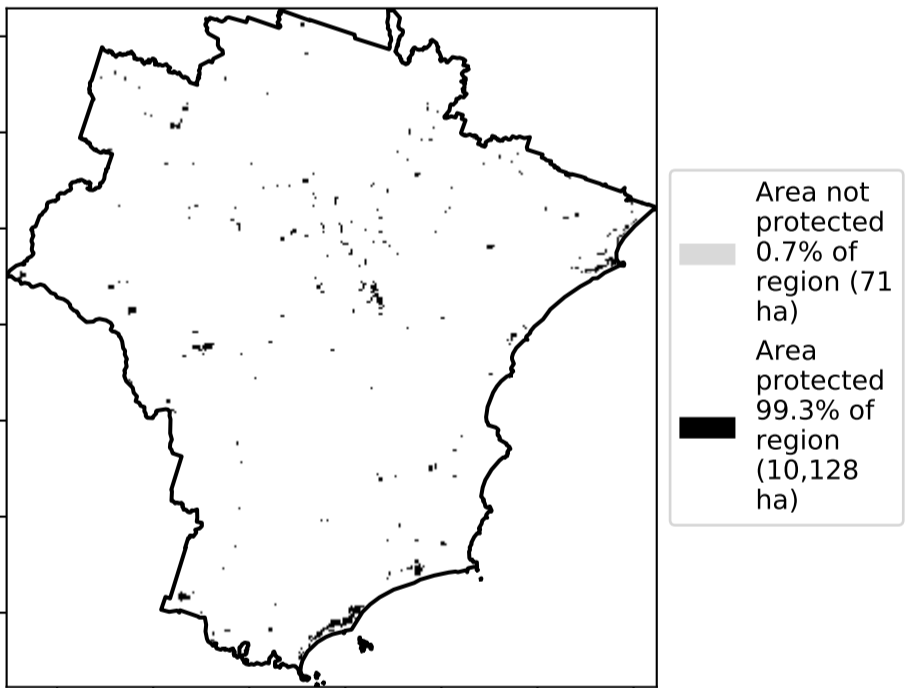 Area not
protected
0.7% of
region (71
ha)
Area
protected
99.3% of
region
(10,128
ha)